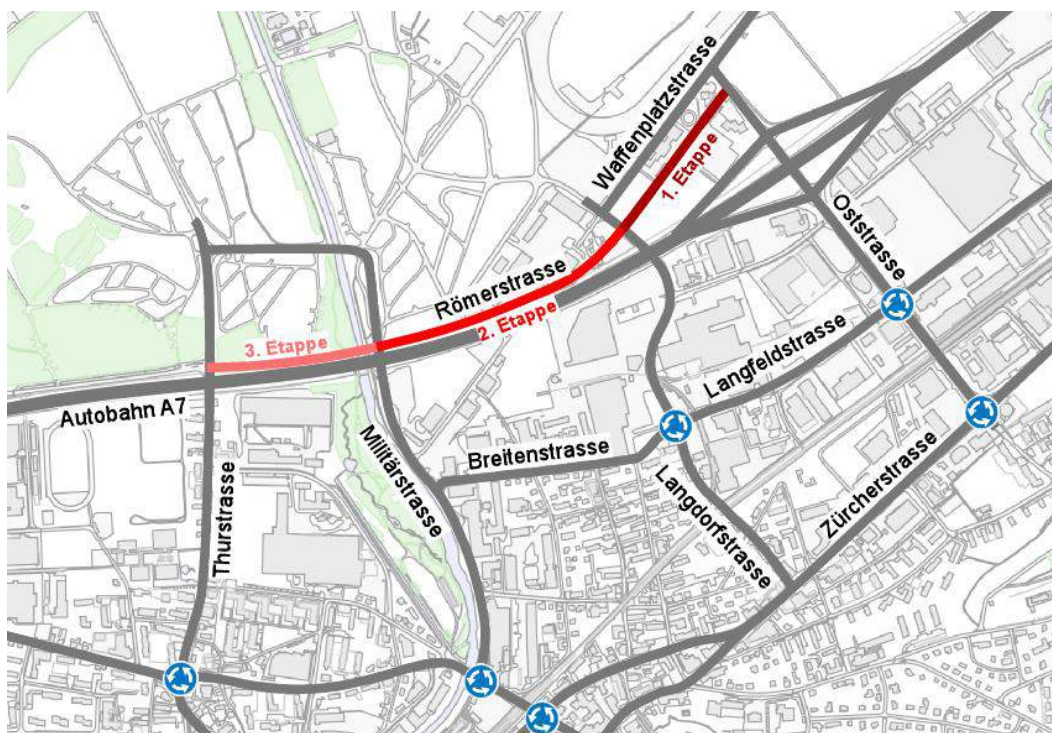 Waffenplatzstrasse
1. Etappe
Oststrasse
Römerstrasse
2. Etappe
3. Etappe
Langfeldstrasse
Autobahn A7
Militärstrasse
Breitenstrasse
Zürcherstrasse
Thurstrasse
Langdorfstrasse